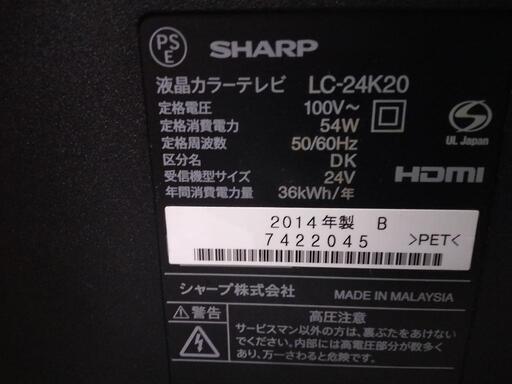 PS
E
SHARP
液晶カラーテレビ LC-24K20
定格電圧 100V～
定格消費電力 54W
定格周波数 50/60Hz
区分名 DK
受信機型サイズ 24V
年間消費電力量 36kWh/年
UL Japan
HDMI
2014年製 B
7422045
>PET<
シャープ株式会社 MADE IN MALAYSIA
⚠警告
高圧注意
サービスマン以外の方は、裏ぶたをあけない
でください。内部には高電圧部分が数多く
あり、万一さわると危険です。